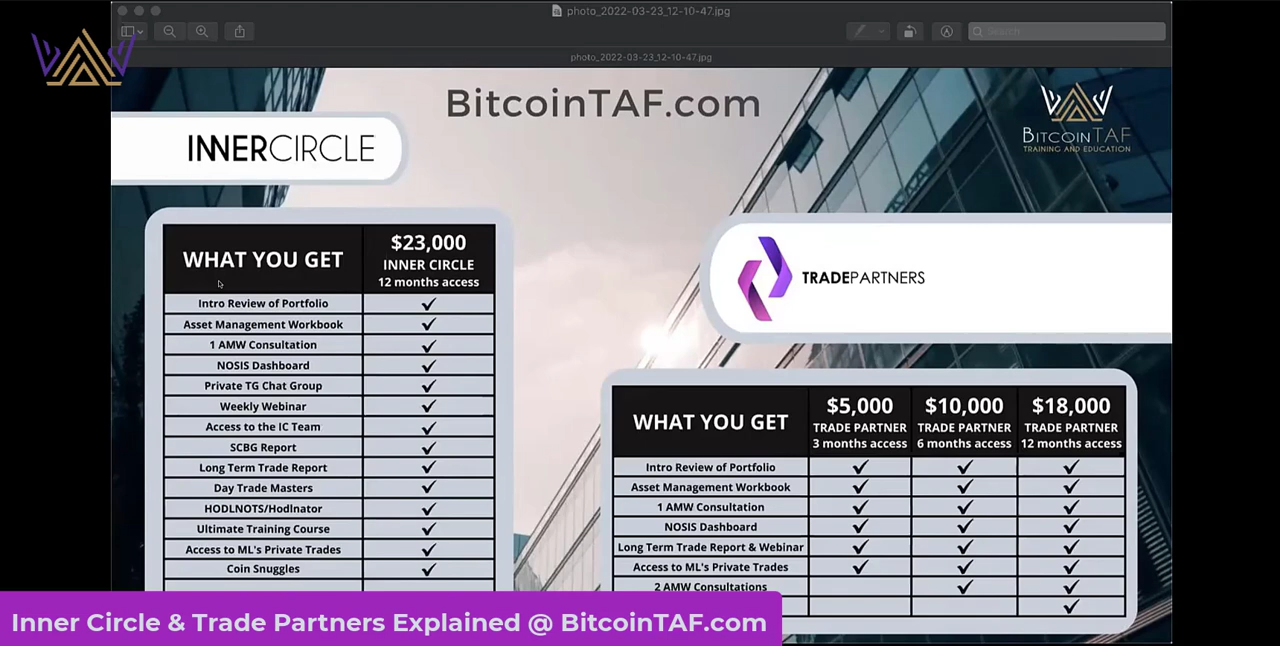 photo_2022-03-23_12-10-47.jpg
Search
photo_2022-03-23_12-10-47.jpg
BitcoinTAF.com
BITCOINTAF
TRAINING AND EDUCATION
INNERCIRCLE
WHAT YOU GET
$23,000
INNER CIRCLE
12 months access
Intro Review of Portfolio
Asset Management Workbook
1 AMW Consultation
NOSIS Dashboard
Private TG Chat Group
Weekly Webinar
Access to the IC Team
SCBG Report
Long Term Trade Report
Day Trade Masters
HODLNOTS/Hodlnator
Ultimate Training Course
Access to ML's Private Trades
Coin Snuggles
TRADEPARTNERS
WHAT YOU GET
$5,000
TRADE PARTNER
3 months access
$10,000
TRADE PARTNER
6 months access
$18,000
TRADE PARTNER
12 months access
Intro Review of Portfolio
Asset Management Workbook
1 AMW Consultation
NOSIS Dashboard
Long Term Trade Report & Webinar
Access to ML's Private Trades
2 AMW Consultations
Inner Circle & Trade Partners Explained @ BitcoinTAF.com